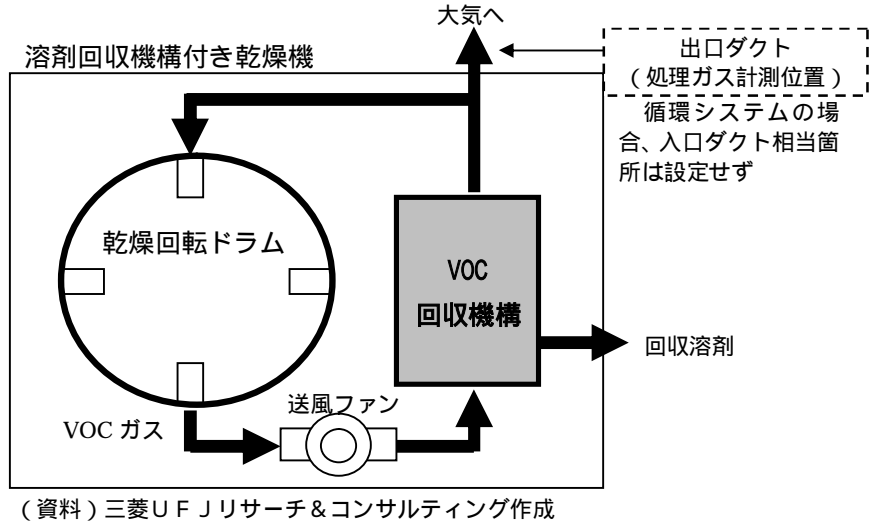 大気へ
溶剤回収機構付き乾燥機
出口ダクト
(処理ガス計測位置)
循環システムの場
合、入口ダクト相当箇
所は設定せず
乾燥回転ドラム
VOC
回収機構
回収溶剤
送風ファン
VOC ガス
(資料)三菱UFJリサーチ&コンサルティング作成